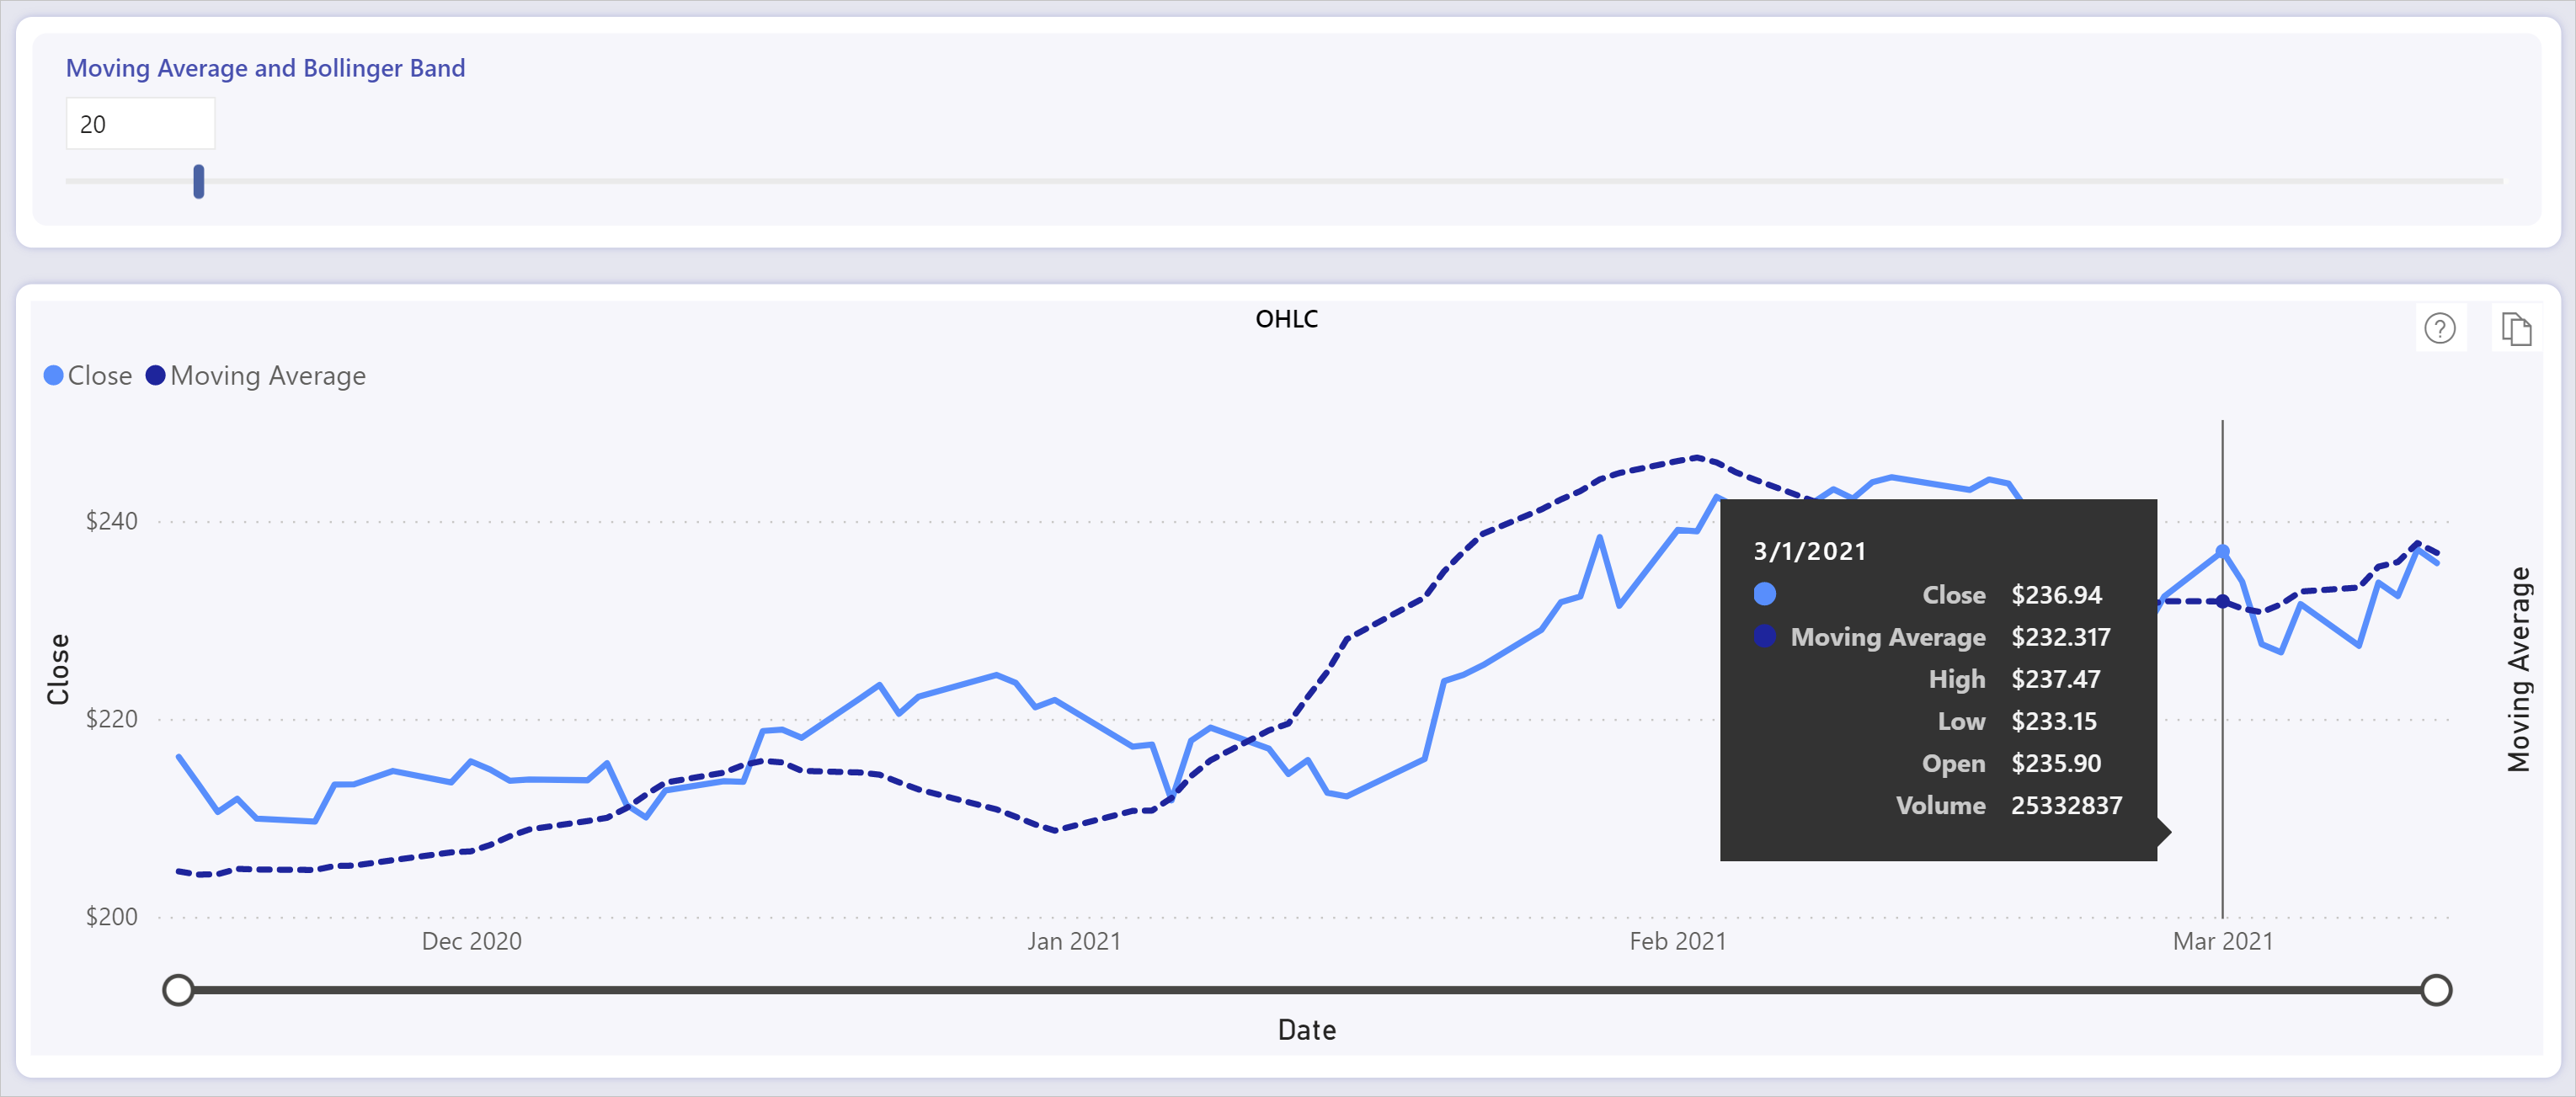 Moving Average and Bollinger Band
20
OHLC
?
Close Moving Average
$240
$220
$200
Close
Moving Average
3/1/2021
Close $236.94
Moving Average $232.317
High $237.47
Low $233.15
Open $235.90
Volume 25332837
Dec 2020 Jan 2021 Feb 2021 Mar 2021
Date